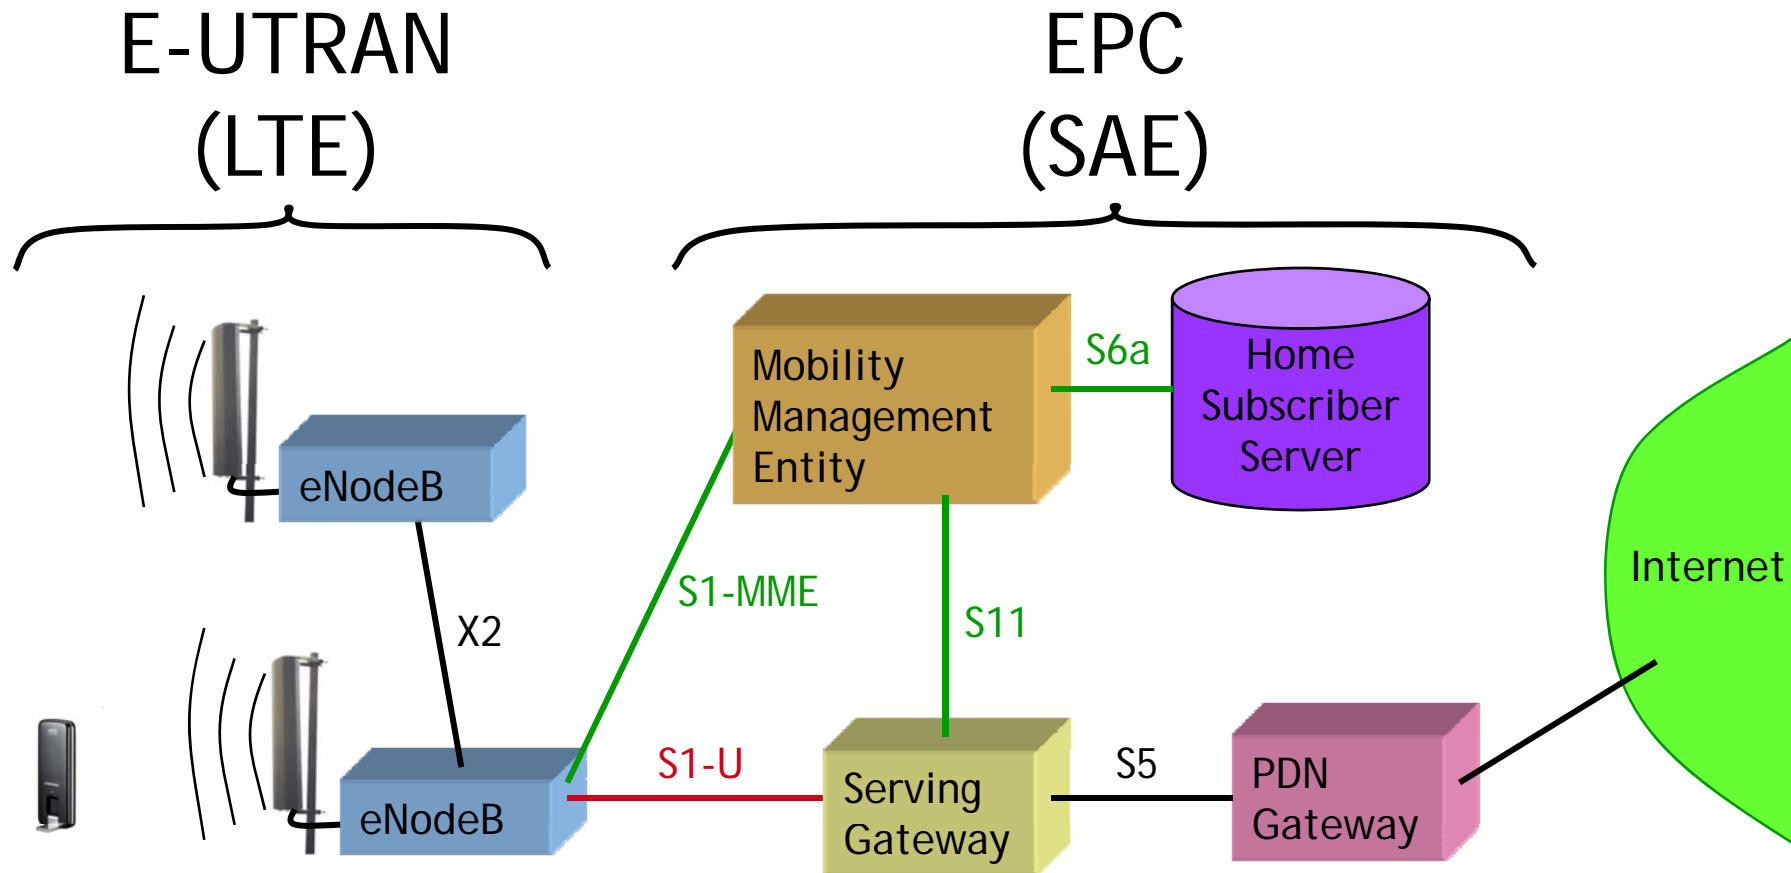 E-UTRAN
(LTE)
EPC
(SAE)
Mobility
Management
Entity
S6a
Home
Subscriber
Server
eNodeB
Internet
S1-MME
X2
S11
S1-U
S5
eNodeB
Serving
Gateway
PDN
Gateway